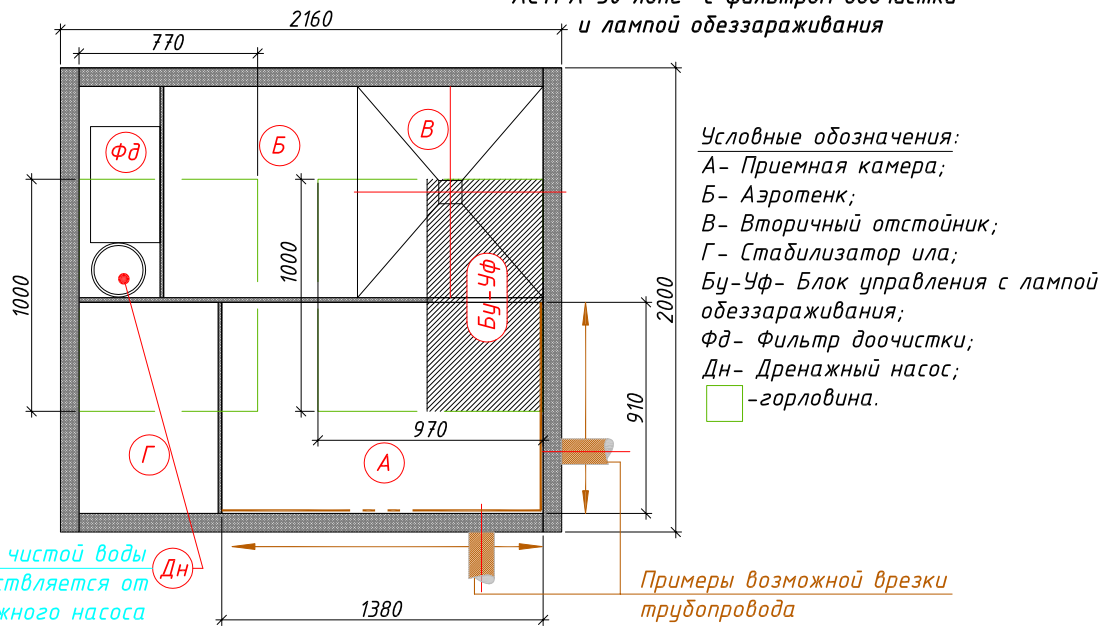 с фильтром доочистки
и лампой обеззараживания
2160
770
Фд
Б
В
1000
1000
Бу-Уф
2000
910
970
Г
А
Дн
1380
Условные обозначения:
А- Приемная камера;
Б- Аэротенк;
В- Вторичный отстойник;
Г- Стабилизатор ила;
Бу-Уф- Блок управления с лампой
обеззараживания;
Фд- Фильтр доочистки;
Дн- Дренажный насос;
-горловина.
чистой воды
ствляется от
жного насоса
Примеры возможной врезки
трубопровода